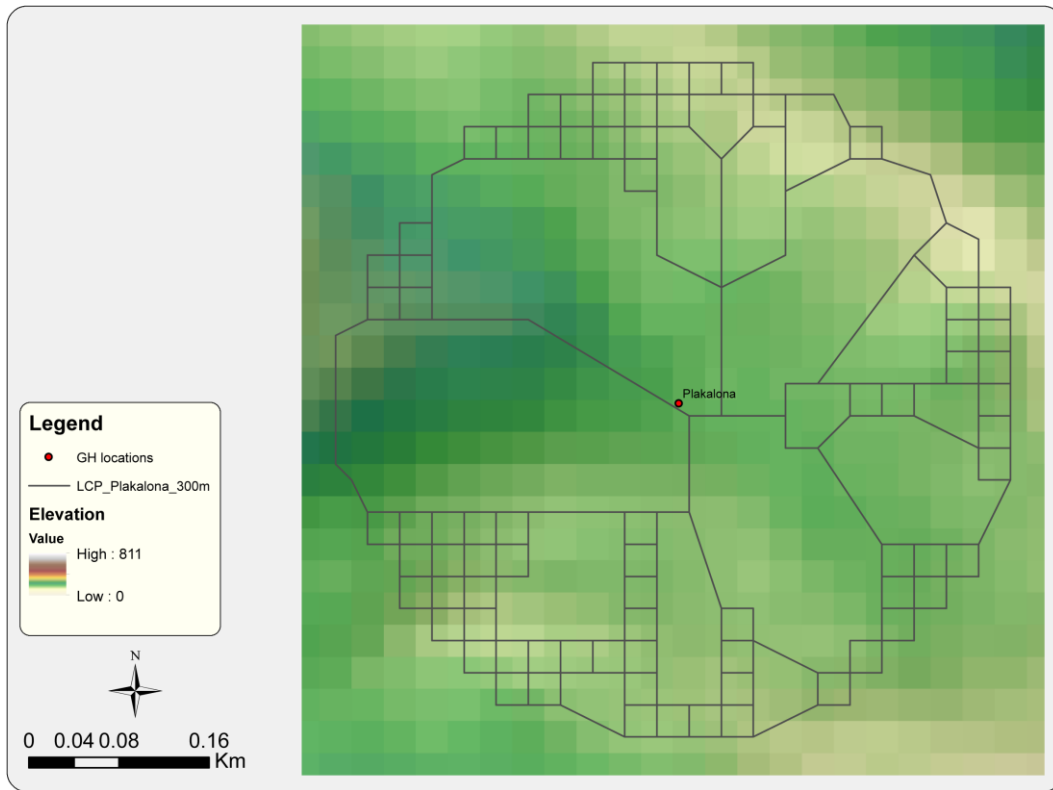 Plakalona
Legend
GH locations
LCP_Plakalona_300m
Elevation
Value
High : 811
Low : 0
N
0 0.04 0.08 0.16
Km